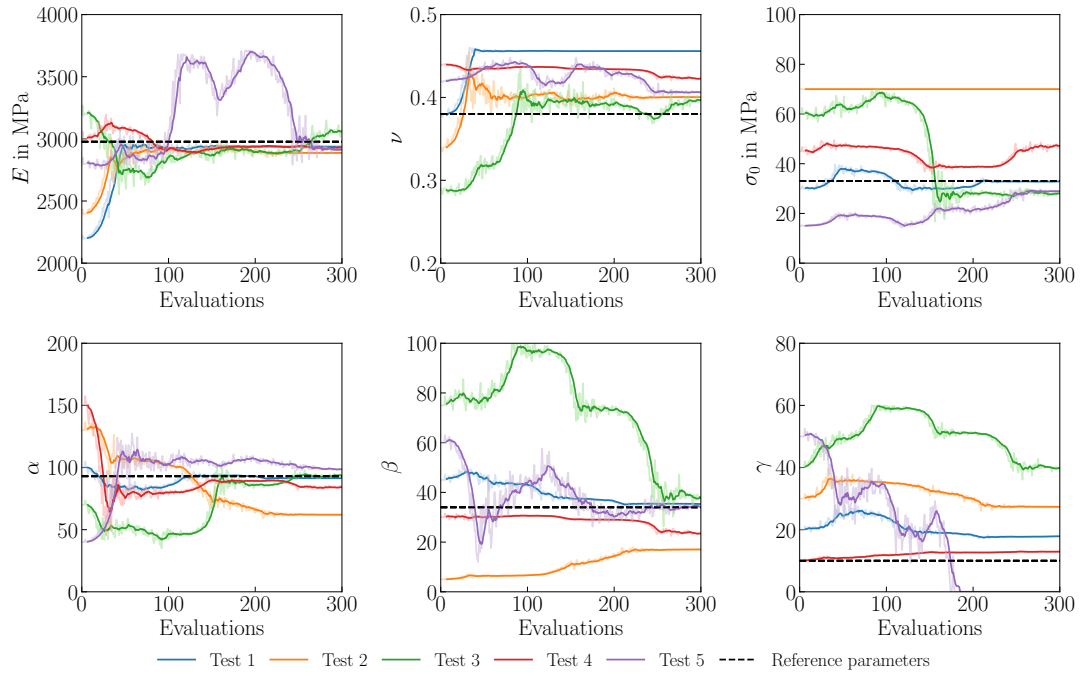 4000
3500
3000
2500
2000
E in MPa
0 100 200 300
Evaluations
0.5
0.4
0.3
0.2
ν
0 100 200 300
Evaluations
100
80
60
40
20
0
σ₀ in MPa
0 100 200 300
Evaluations
200
150
100
50
0
α
0 100 200 300
Evaluations
100
80
60
40
20
0
β
0 100 200 300
Evaluations
80
60
40
20
0
γ
0 100 200 300
Evaluations
Test 1 Test 2 Test 3 Test 4 Test 5 Reference parameters